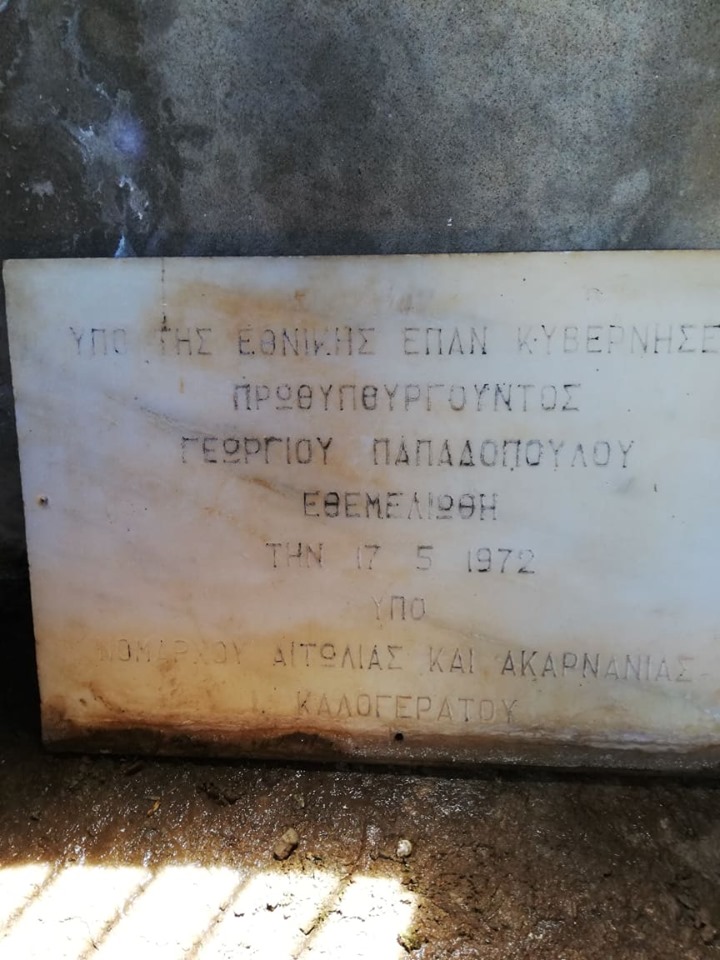 ΥΠΟ ΤΗΣ ΕΘΝΙΚΗΣ ΕΠΑΝ ΚΥΒΕΡΝΗΣΕ
ΠΡΩΘΥΠΘΥΡΓΟΥΝΤΟΣ
ΓΕΩΡΓΙΟΥ ΠΑΠΑΔΟΠΟΥΛΟΥ
ΕΘΕΜΕΛΙΩΘΗ
ΤΗΝ 17 5 1972
ΥΠΟ
ΝΟΜΑΡΧΟΥ ΑΙΤΩΛΙΑΣ ΚΑΙ ΑΚΑΡΝΑΝΙΑΣ
Ι. ΚΑΛΟΓΕΡΑΤΟΥ